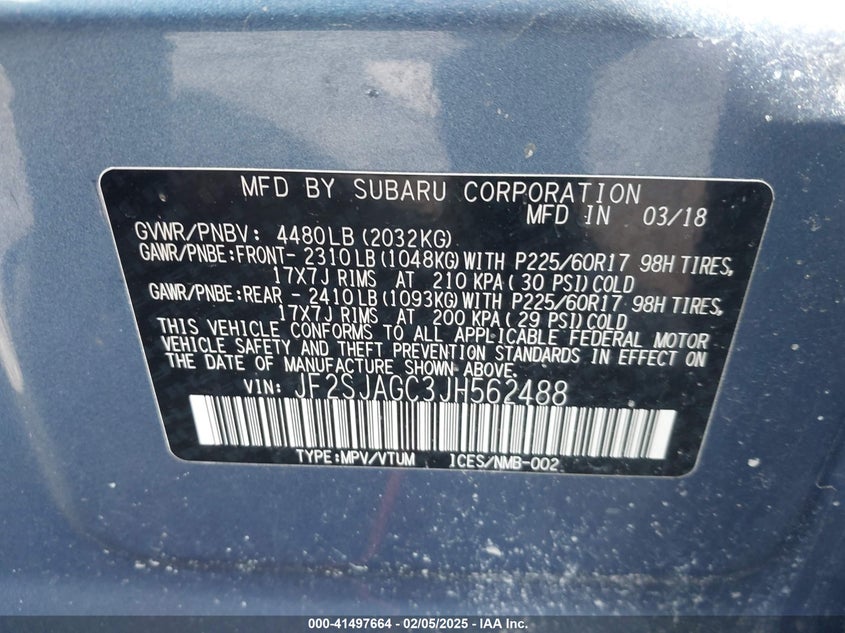 MFD BY SUBARU CORPORATION
MFD IN 03/18
GVWR/PNBV: 4480LB(2032KG)
GAWR/PNBE:FRONT- 2310LB(1048KG)WITH P225/60R17 98H TIRES,
17X7J RIMS AT 210 KPA( 30 PSI)COLD
GAWR/PNBE:REAR - 2410LB(1093KG)WITH P225/60R17 98H TIRES,
17X7J RIMS AT 200 KPA( 29 PSI)COLD
THIS VEHICLE CONFORMS TO ALL APPLICABLE FEDERAL MOTOR
VEHICLE SAFETY AND THEFT PREVENTION STANDARDS IN EFFECT ON
THE DATE OF MANUFACTURE SHOWN ABOVE.
VIN: JF2SJAGC3JH562488
TYPE:MPV/VTUM ICES/NMB-002
000-41497664 - 02/05/2025 - IAA, Inc.